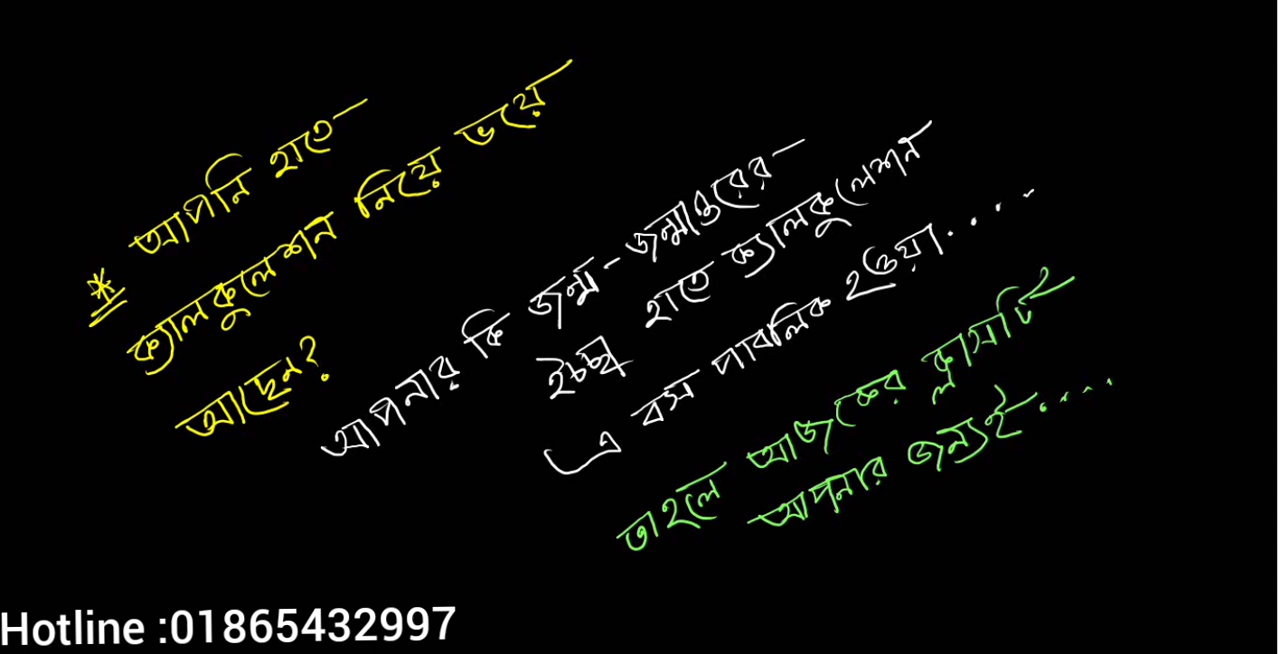 * আপনি হাতে
ক্যালকুলেশন নিয়ে ভয়ে
আছেন?
আপনার কি জন্ম-জন্মান্তরের
ইচ্ছা হাতে ক্যালকুলেশন
এ বস পাবলিক হওয়া....
তাহলে আজকের ক্লাসটি
আপনার জন্যই....
Hotline :01865432997